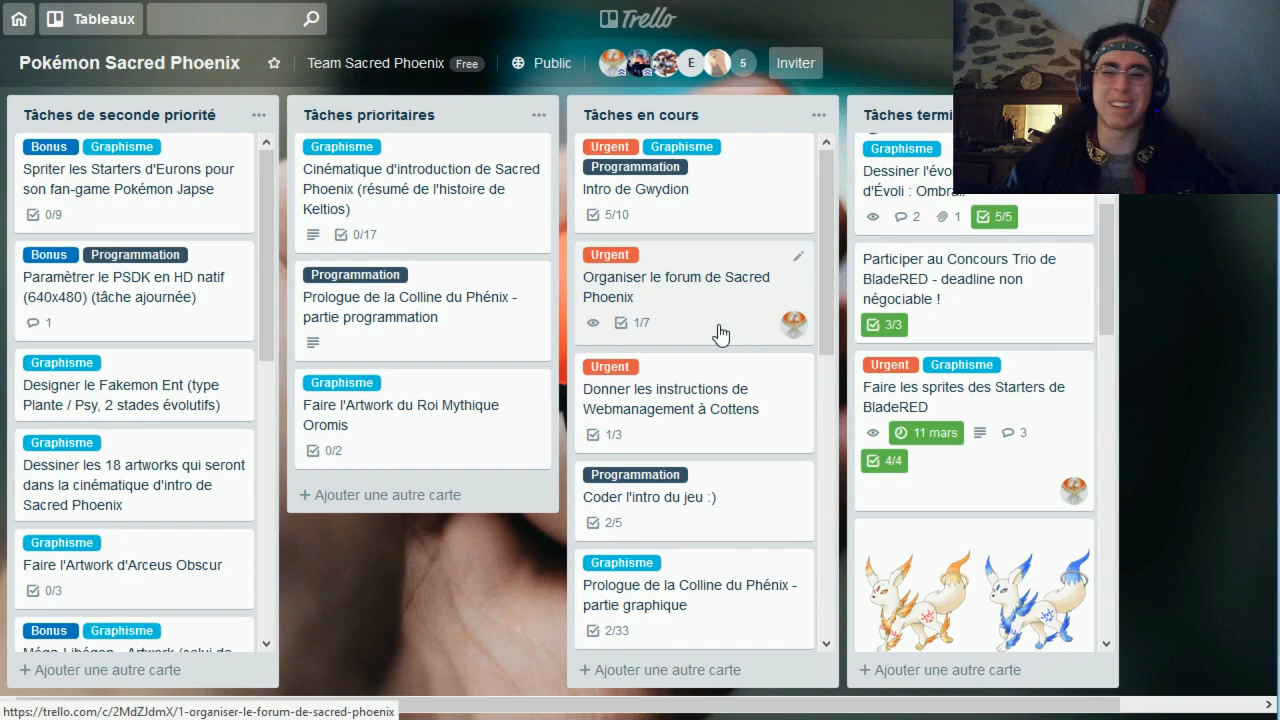 Tableaux
Trello
Pokémon Sacred Phoenix
Team Sacred Phoenix Free
Public
E
5
Inviter
Tâches de seconde priorité
Bonus Graphisme
Spriter les Starters d'Eurons pour
son fan-game Pokémon Japse
0/9
Bonus Programmation
Paramètrer le PSDK en HD natif
(640x480) (tâche ajournée)
1
Graphisme
Designer le Fakemon Ent (type
Plante / Psy, 2 stades évolutifs)
Graphisme
Dessiner les 18 artworks qui seront
dans la cinématique d'intro de
Sacred Phoenix
Graphisme
Faire l'Artwork d'Arceus Obscur
0/3
Bonus Graphisme
+ Ajouter une autre carte
Tâches prioritaires
Graphisme
Cinématique d'introduction de Sacred
Phoenix (résumé de l'histoire de
Keltios)
0/17
Programmation
Prologue de la Colline du Phénix -
partie programmation
Graphisme
Faire l'Artwork du Roi Mythique
Oromis
0/2
+ Ajouter une autre carte
Tâches en cours
Urgent Graphisme
Programmation
Intro de Gwydion
5/10
Urgent
Organiser le forum de Sacred
Phoenix
1/7
Urgent
Donner les instructions de
Webmanagement à Cottens
1/3
Programmation
Coder l'intro du jeu :)
2/5
Graphisme
Prologue de la Colline du Phénix -
partie graphique
2/33
+ Ajouter une autre carte
Tâches termi
Graphisme
Dessiner l'évo
d'Évoli : Ombra
2 1 5/5
Participer au Concours Trio de
BladeRED - deadline non
négociable !
3/3
Urgent Graphisme
Faire les sprites des Starters de
BladeRED
11 mars 3
4/4
+ Ajouter une autre carte
https://trello.com/c/2MdZJdmX/1-organiser-le-forum-de-sacred-phoenix